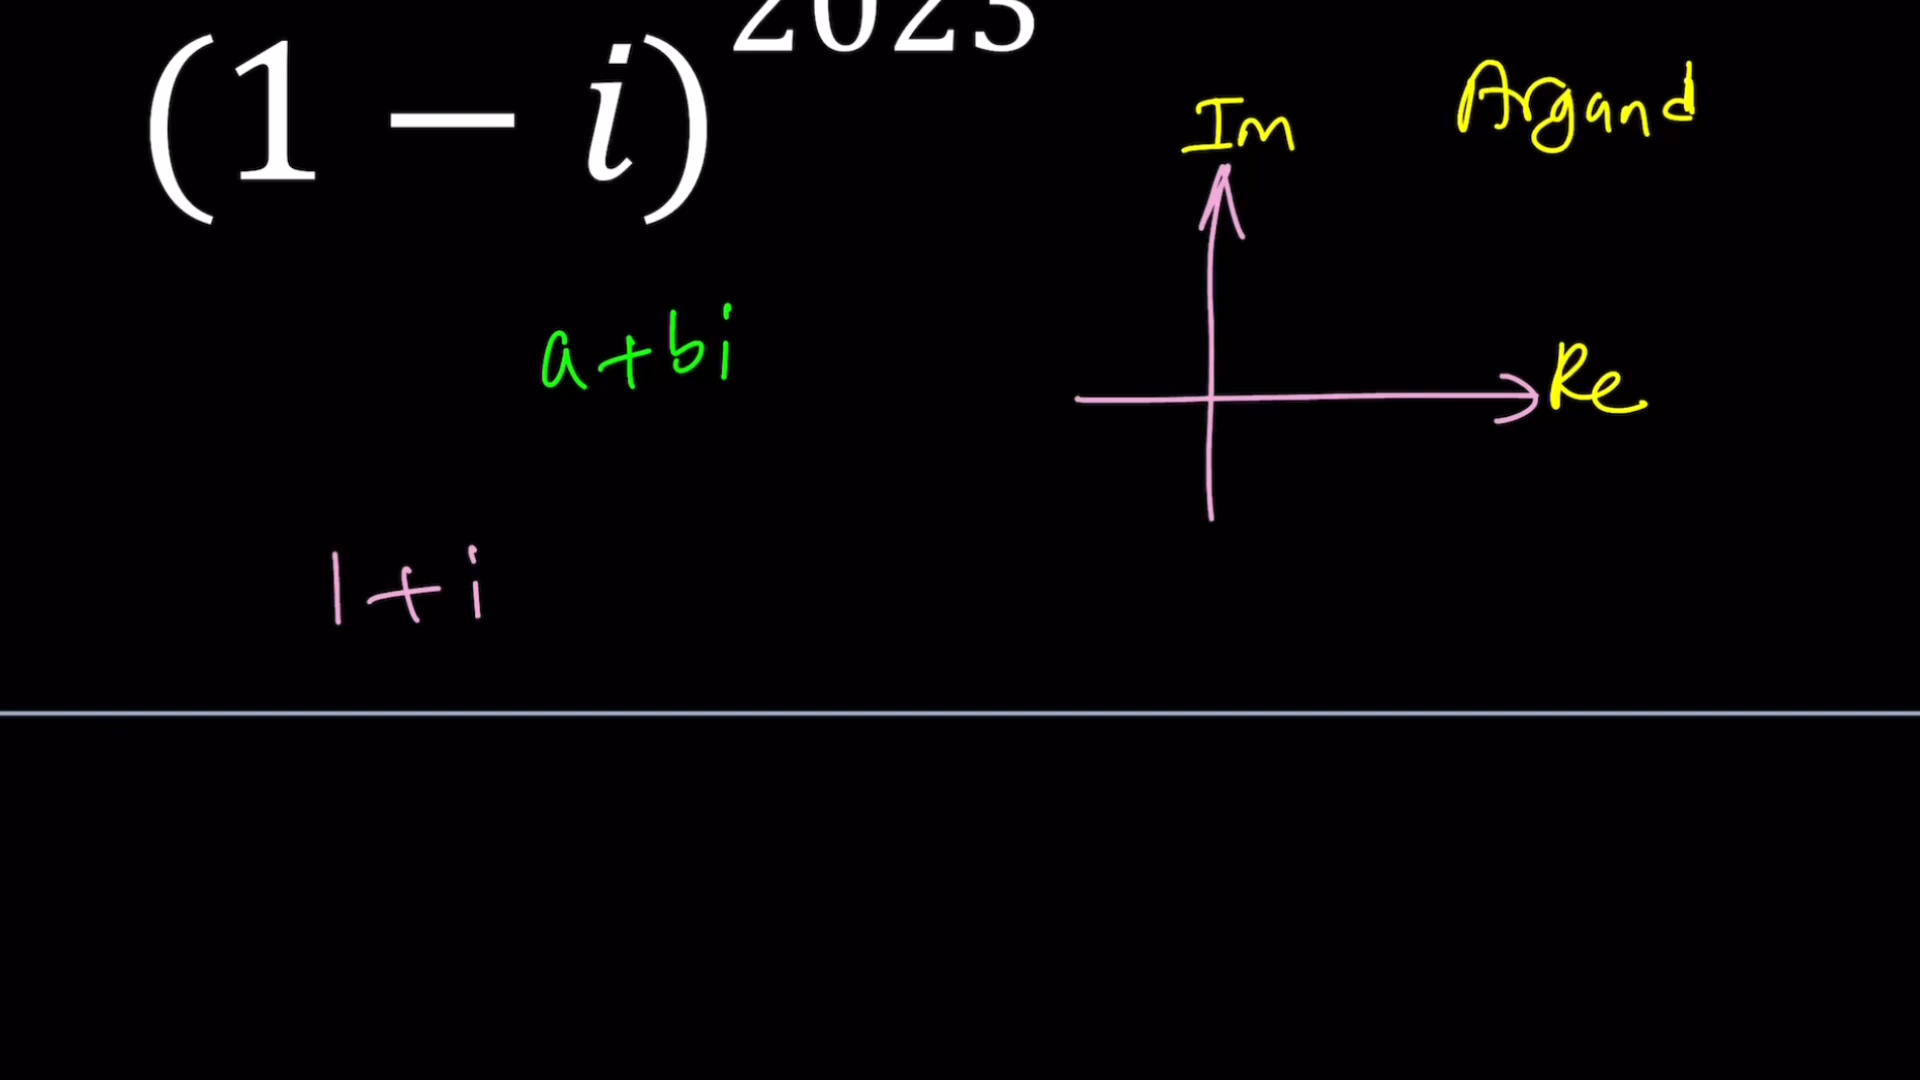 (1 − i)^2023
Im
Argand
a+bi
Re
1+i